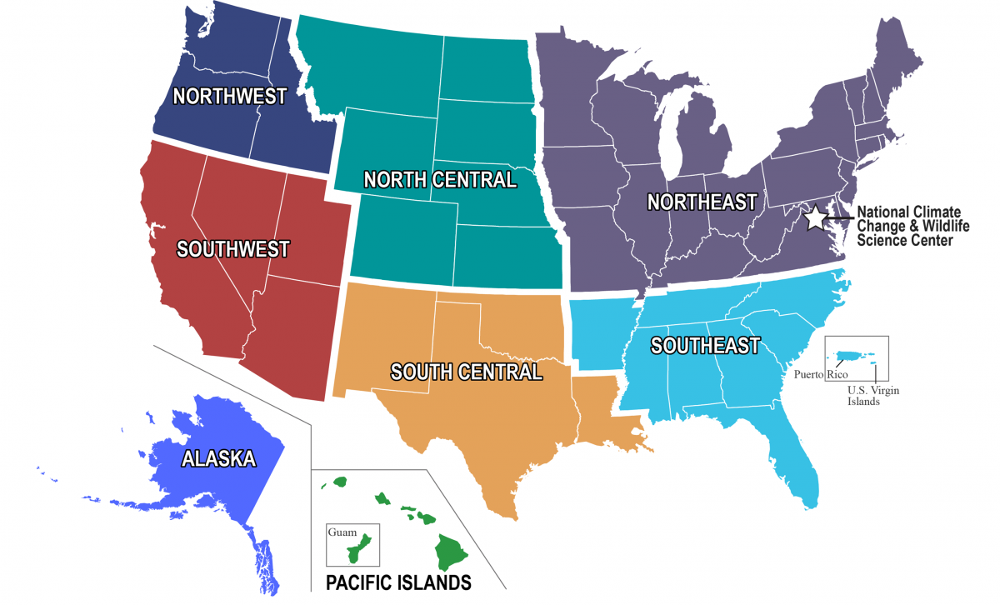 NORTHWEST
NORTH CENTRAL
NORTHEAST
National Climate
Change & Wildlife
Science Center
SOUTHWEST
SOUTHEAST
SOUTH CENTRAL
Puerto Rico
U.S. Virgin
Islands
ALASKA
Guam
PACIFIC ISLANDS